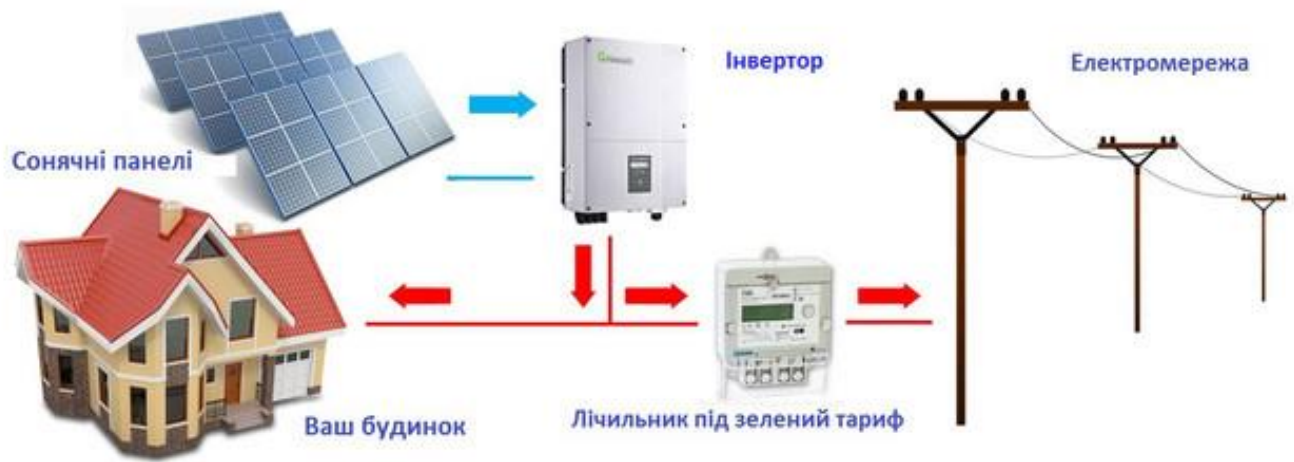 Інвертор
Електромережа
Сонячні панелі
Ваш будинок
Лічильник під зелений тариф